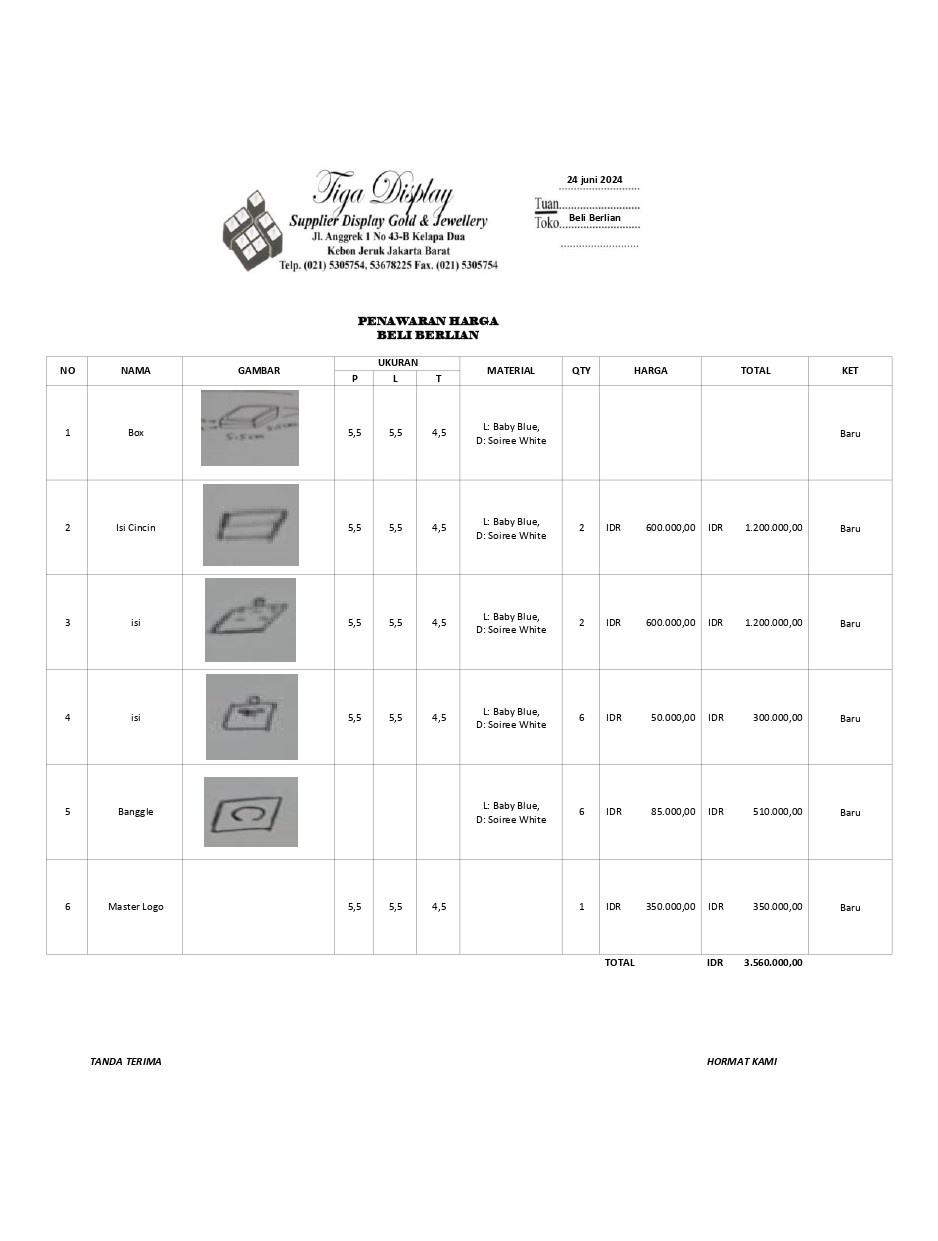 Tiga Display
Supplier Display Gold & Jewellery
Jl. Anggrek 1 No 43-B Kelapa Dua
Kebon Jeruk Jakarta Barat
Telp. (021) 5305754, 53678225 Fax. (021) 5305754
24 juni 2024
Tuan
Toko Beli Berlian
PENAWARAN HARGA
BELI BERLIAN
NO NAMA GAMBAR UKURAN MATERIAL QTY HARGA TOTAL KET
P L T
1 Box 5,5 5,5 4,5 L: Baby Blue, D: Soiree White Baru
5.5 cm
2 Isi Cincin 5,5 5,5 4,5 L: Baby Blue, D: Soiree White 2 IDR 600.000,00 IDR 1.200.000,00 Baru
3 isi 5,5 5,5 4,5 L: Baby Blue, D: Soiree White 2 IDR 600.000,00 IDR 1.200.000,00 Baru
4 isi 5,5 5,5 4,5 L: Baby Blue, D: Soiree White 6 IDR 50.000,00 IDR 300.000,00 Baru
5 Banggle L: Baby Blue, D: Soiree White 6 IDR 85.000,00 IDR 510.000,00 Baru
6 Master Logo 5,5 5,5 4,5 1 IDR 350.000,00 IDR 350.000,00 Baru
TOTAL IDR 3.560.000,00
TANDA TERIMA HORMAT KAMI